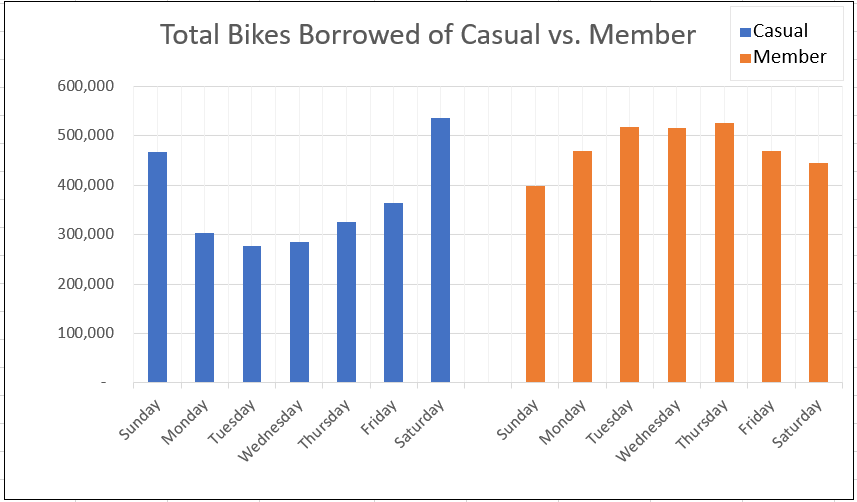 Total Bikes Borrowed of Casual vs. Member
Casual
Member
600,000
500,000
400,000
300,000
200,000
100,000
-
Sunday
Monday
Tuesday
Wednesday
Thursday
Friday
Saturday
Sunday
Monday
Tuesday
Wednesday
Thursday
Friday
Saturday